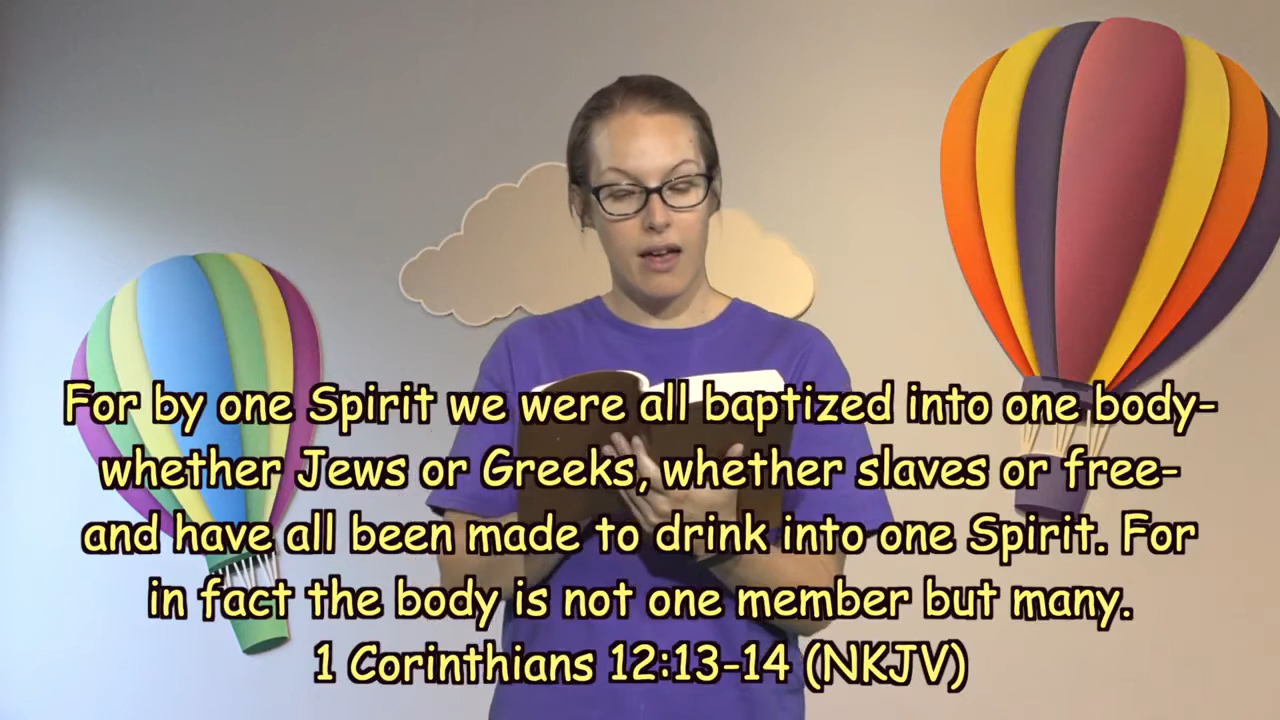 For by one Spirit we were all baptized into one body-
whether Jews or Greeks, whether slaves or free-
and have all been made to drink into one Spirit. For
in fact the body is not one member but many.
1 Corinthians 12:13-14 (NKJV)